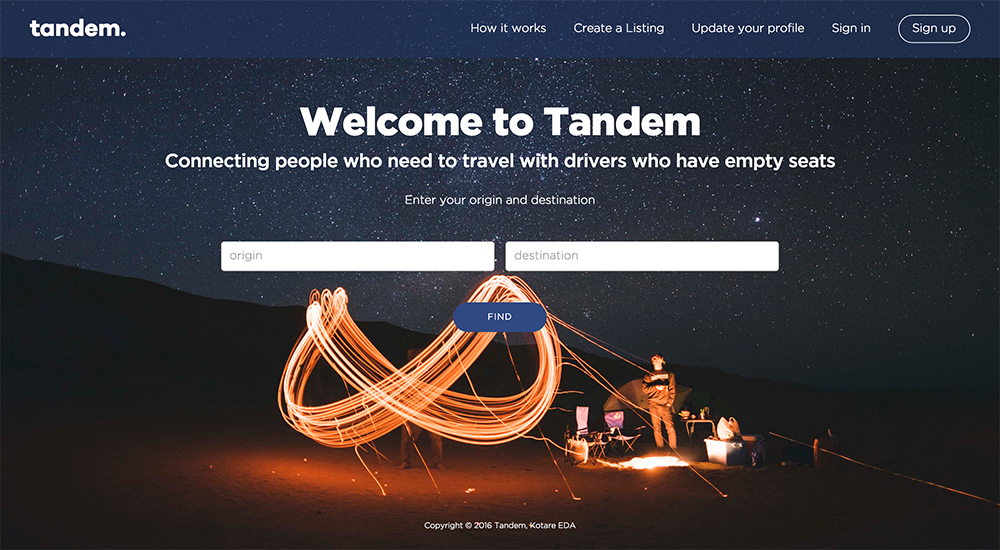 tandem.
How it works
Create a Listing
Update your profile
Sign in
Sign up
Welcome to Tandem
Connecting people who need to travel with drivers who have empty seats
Enter your origin and destination
origin
destination
FIND
Copyright © 2016 Tandem, Kotare EDA